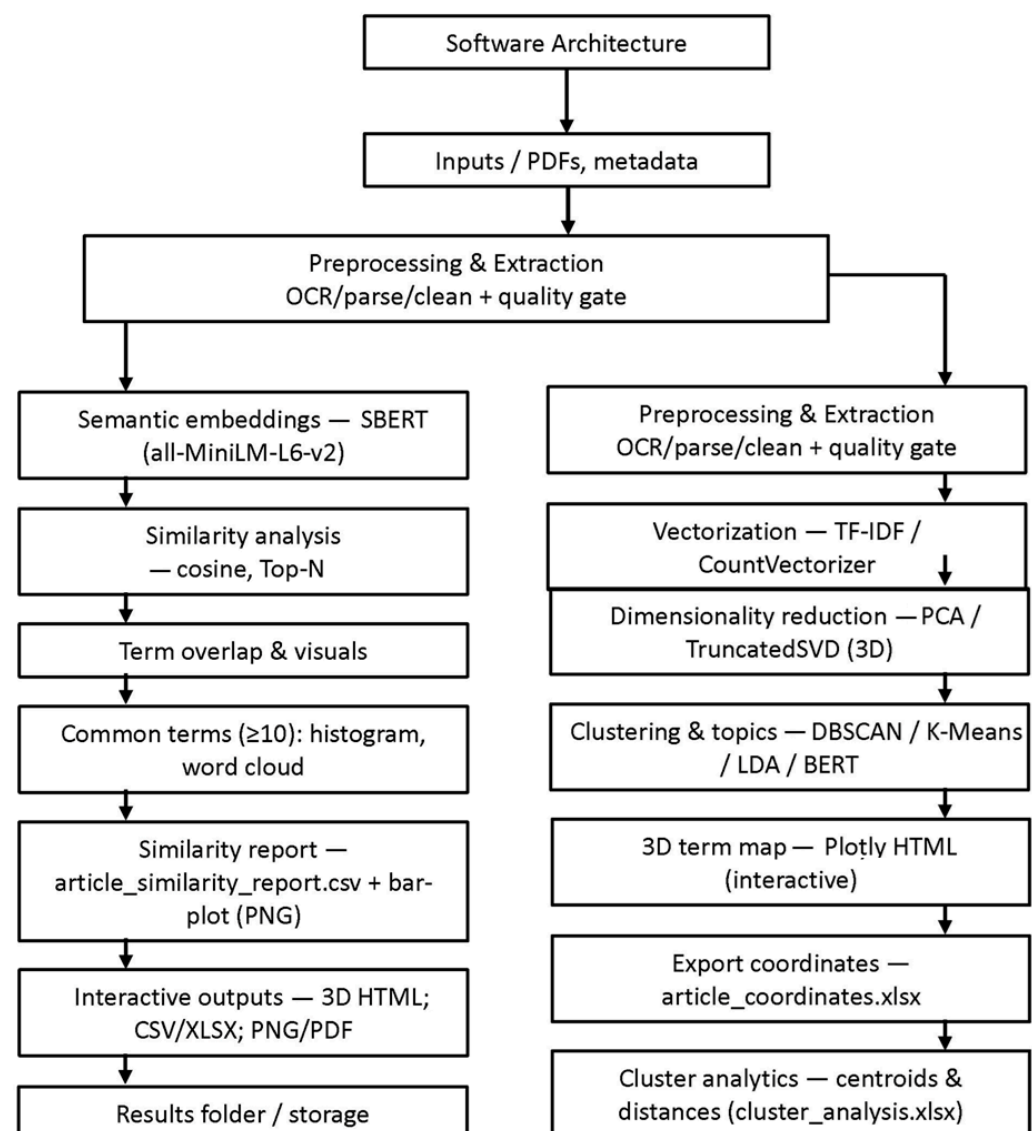 Software Architecture
Inputs / PDFs, metadata
Preprocessing & Extraction
OCR/parse/clean + quality gate
Semantic embeddings — SBERT
(all-MiniLM-L6-v2)
Similarity analysis
— cosine, Top-N
Term overlap & visuals
Common terms (≥10): histogram,
word cloud
Similarity report —
article_similarity_report.csv + bar-
plot (PNG)
Interactive outputs — 3D HTML;
CSV/XLSX; PNG/PDF
Results folder / storage
Preprocessing & Extraction
OCR/parse/clean + quality gate
Vectorization — TF-IDF /
CountVectorizer
Dimensionality reduction — PCA /
TruncatedSVD (3D)
Clustering & topics — DBSCAN / K-Means
/ LDA / BERT
3D term map — Plotly HTML
(interactive)
Export coordinates —
article_coordinates.xlsx
Cluster analytics — centroids &
distances (cluster_analysis.xlsx)